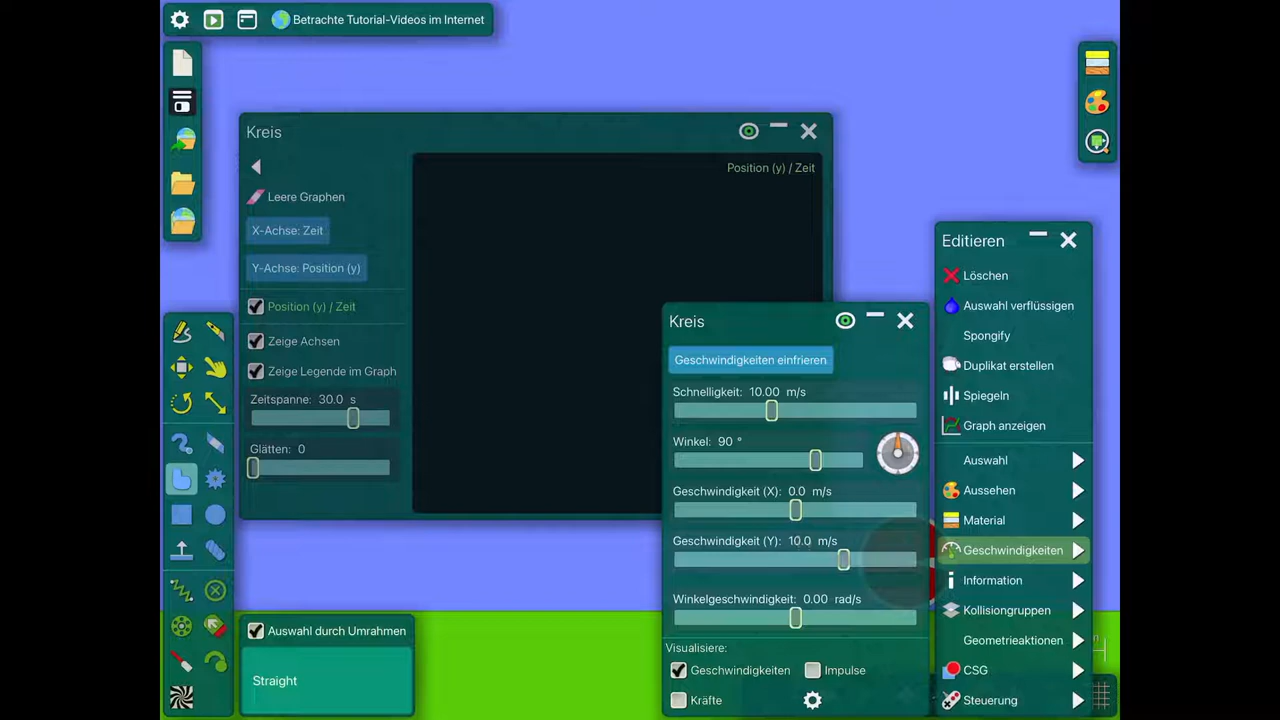 Betrachte Tutorial-Videos im Internet
Kreis
Leere Graphen
X-Achse: Zeit
Y-Achse: Position (y)
Position (y) / Zeit
Zeige Achsen
Zeige Legende im Graph
Zeitspanne: 30.0 s
Glätten: 0
Position (y) / Zeit
Kreis
Geschwindigkeiten einfrieren
Schnelligkeit: 10.00 m/s
Winkel: 90 °
Geschwindigkeit (X): 0.0 m/s
Geschwindigkeit (Y): 10.0 m/s
Winkelgeschwindigkeit: 0.00 rad/s
Visualisiere:
Geschwindigkeiten
Impulse
Kräfte
Editieren
Löschen
Auswahl verflüssigen
Spongify
Duplikat erstellen
Spiegeln
Graph anzeigen
Auswahl
Aussehen
Material
Geschwindigkeiten
Information
Kollisiongruppen
Geometrieaktionen
CSG
Steuerung
Auswahl durch Umrahmen
Straight